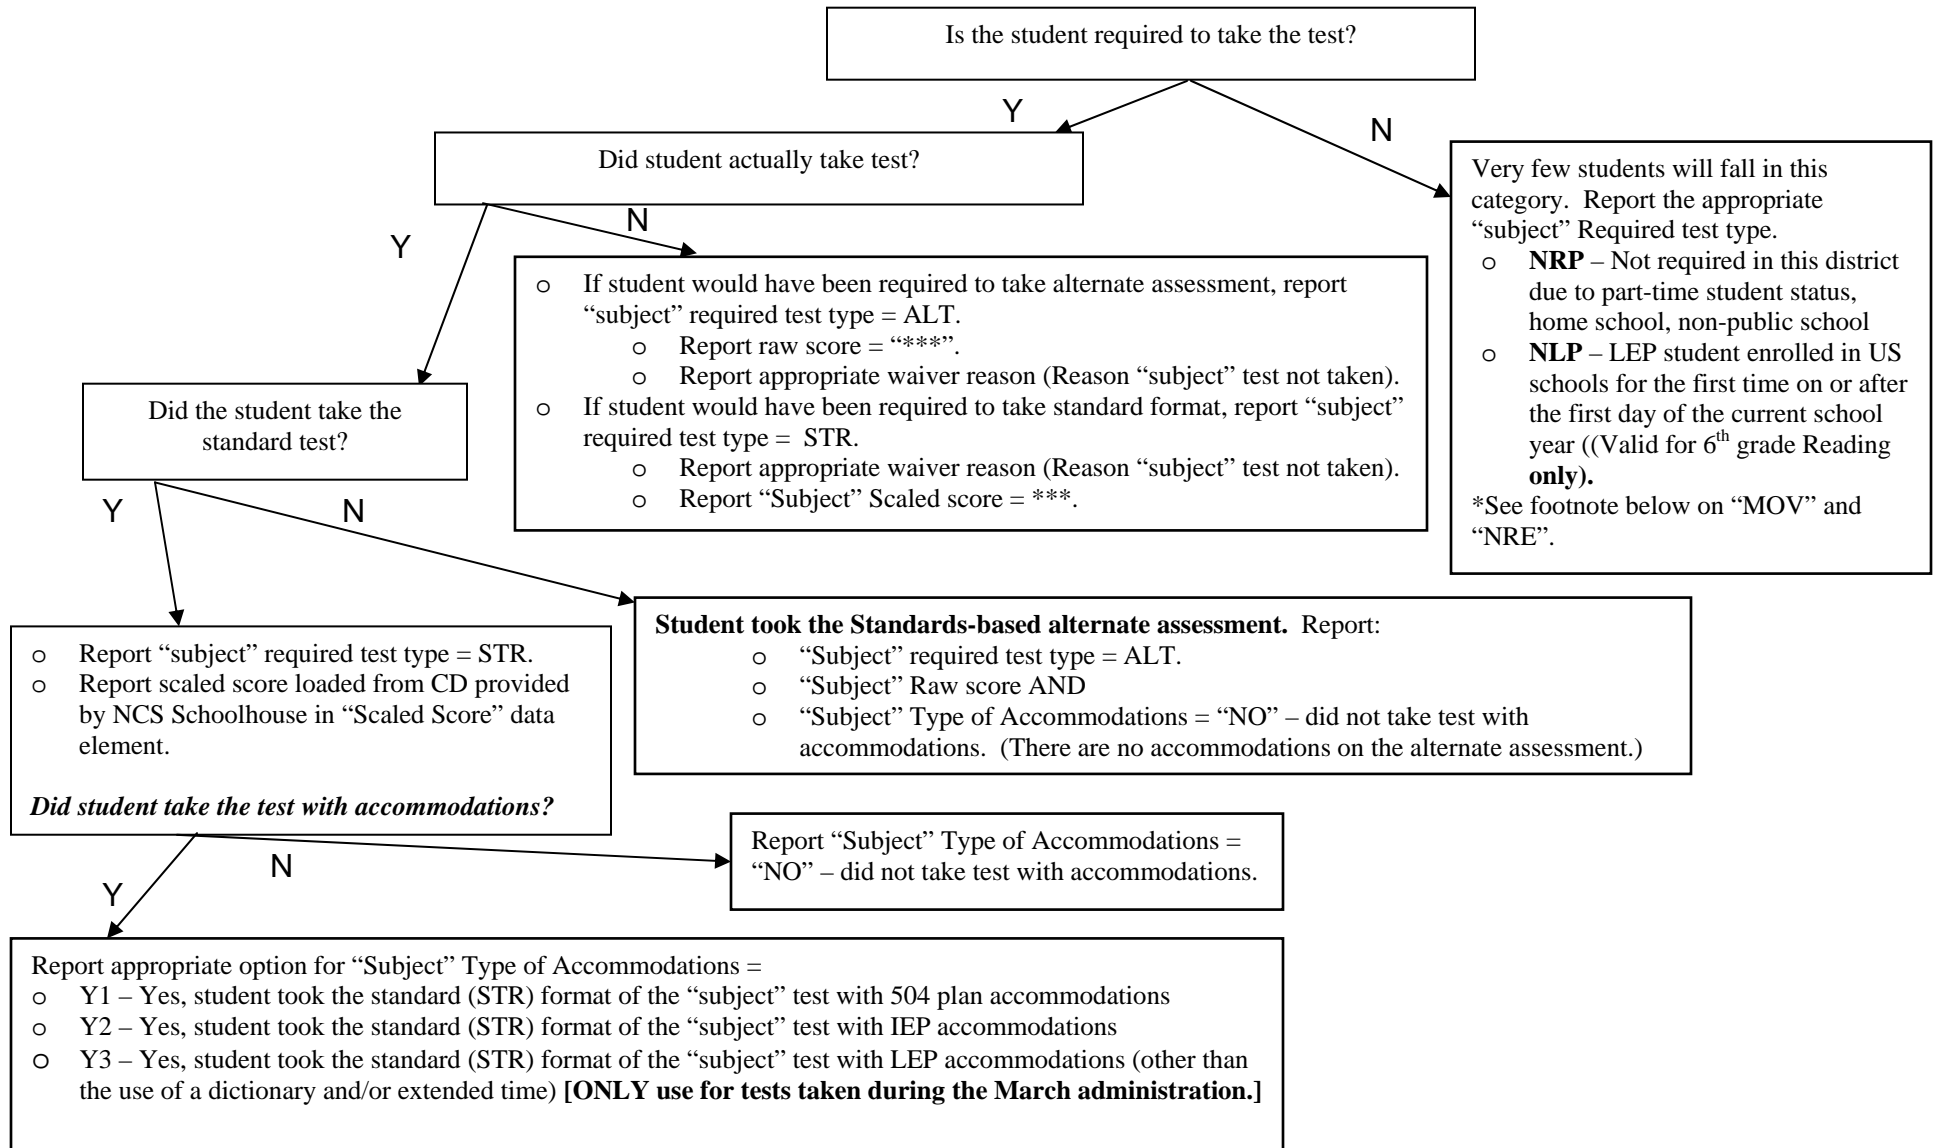 Is the student required to take the test?
Y
N
Did student actually take test?
Very few students will fall in this
category.  Report the appropriate
“subject” Required test type.
o NRP – Not required in this district
due to part-time student status,
home school, non-public school
o NLP – LEP student enrolled in US
schools for the first time on or after
the first day of the current school
year ((Valid for 6th grade Reading
only).
*See footnote below on “MOV” and
“NRE”.
Y
N
o If student would have been required to take alternate assessment, report
“subject” required test type = ALT.
o Report raw score = “***”.
o Report appropriate waiver reason (Reason “subject” test not taken).
o If student would have been required to take standard format, report “subject”
required test type =  STR.
o Report appropriate waiver reason (Reason “subject” test not taken).
o Report “Subject” Scaled score = ***.
Did the student take the
standard test?
Y
N
Student took the Standards-based alternate assessment.  Report:
o “Subject” required test type = ALT.
o “Subject” Raw score AND
o “Subject” Type of Accommodations = “NO” – did not take test with
accommodations.  (There are no accommodations on the alternate assessment.)
o Report “subject” required test type = STR.
o Report scaled score loaded from CD provided
by NCS Schoolhouse in “Scaled Score” data
element.
Did student take the test with accommodations?
Y
N
Report “Subject” Type of Accommodations =
“NO” – did not take test with accommodations.
Report appropriate option for “Subject” Type of Accommodations =
o Y1 – Yes, student took the standard (STR) format of the “subject” test with 504 plan accommodations
o Y2 – Yes, student took the standard (STR) format of the “subject” test with IEP accommodations
o Y3 – Yes, student took the standard (STR) format of the “subject” test with LEP accommodations (other than
the use of a dictionary and/or extended time) [ONLY use for tests taken during the March administration.]